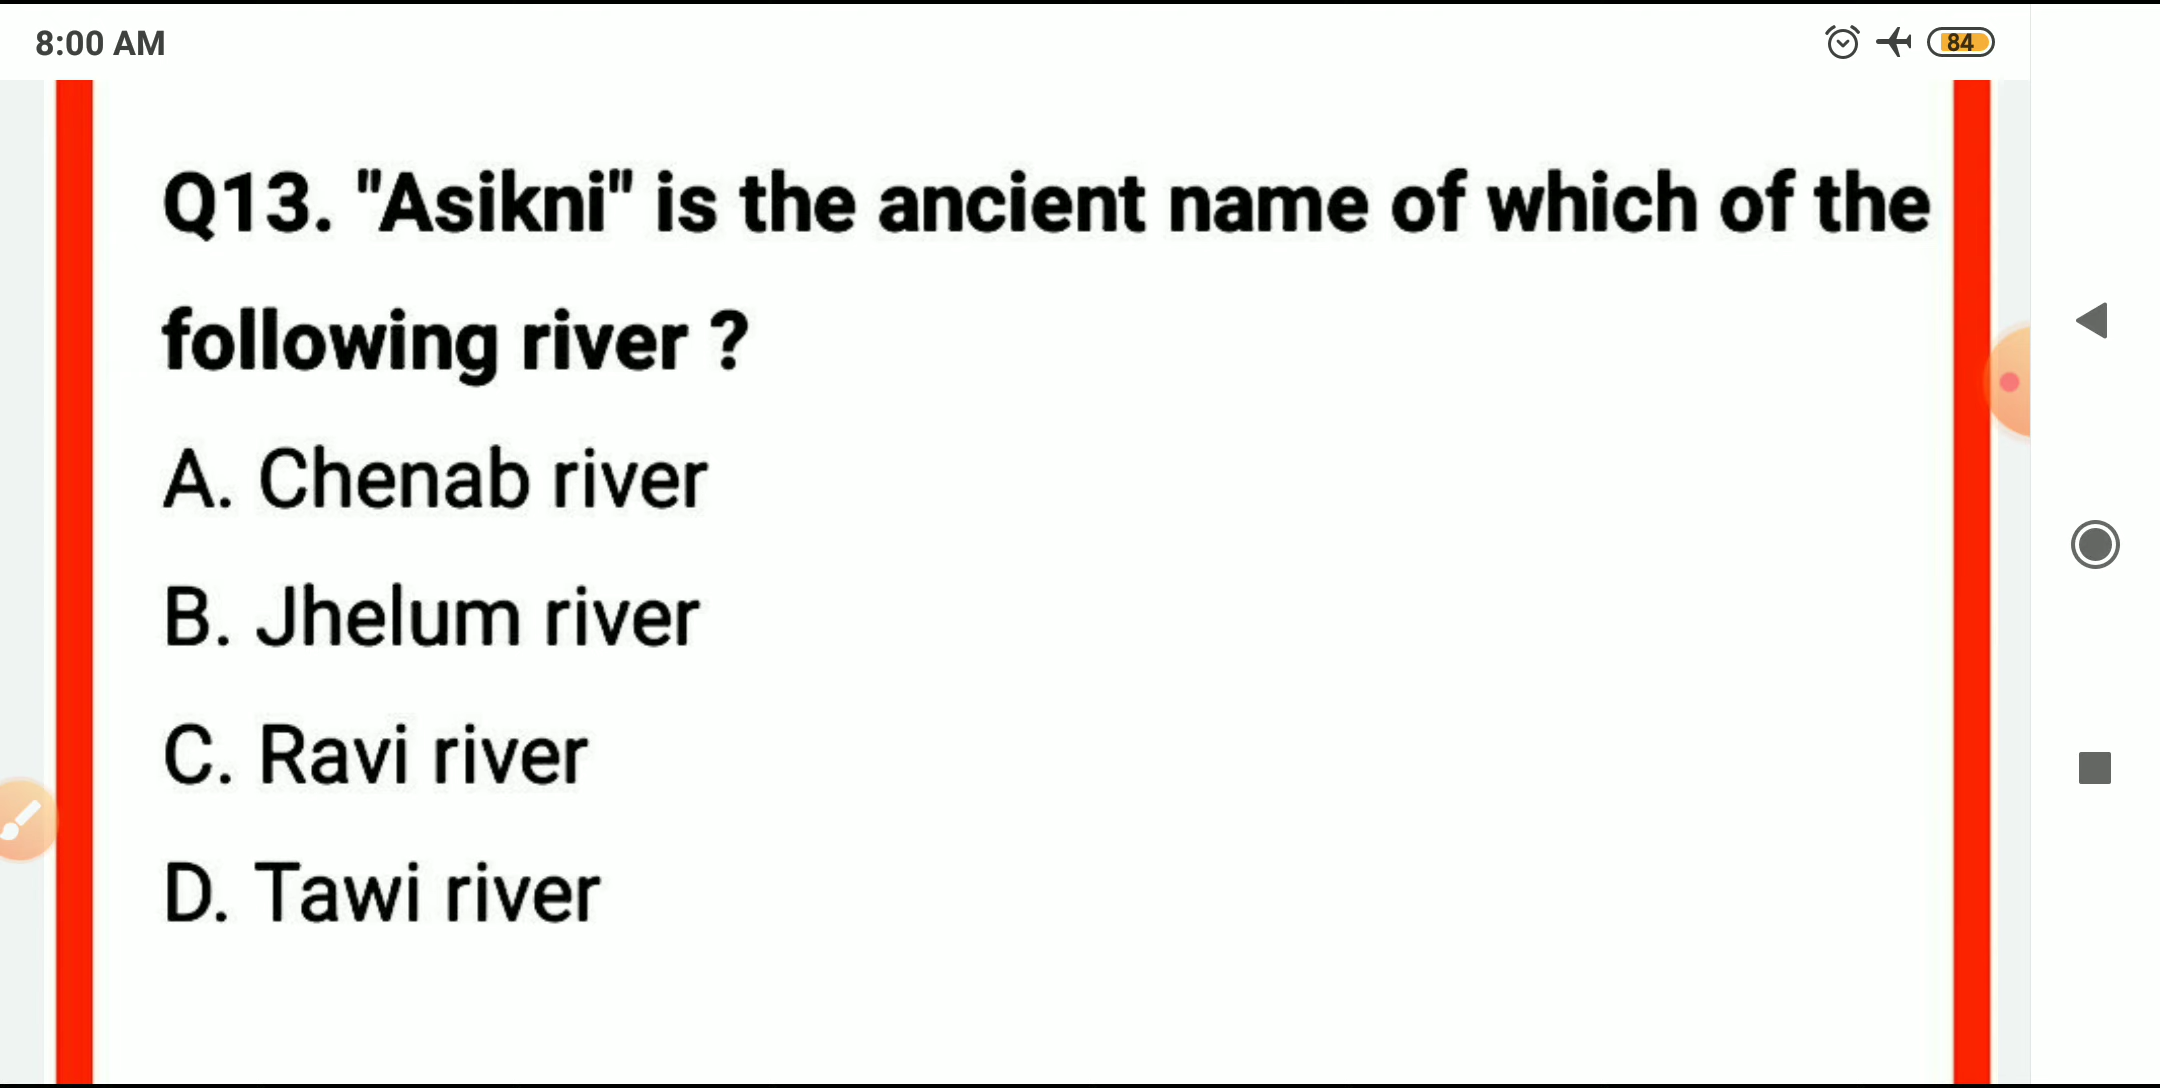 8:00 AM
84
Q13. "Asikni" is the ancient name of which of the
following river ?
A. Chenab river
B. Jhelum river
C. Ravi river
D. Tawi river